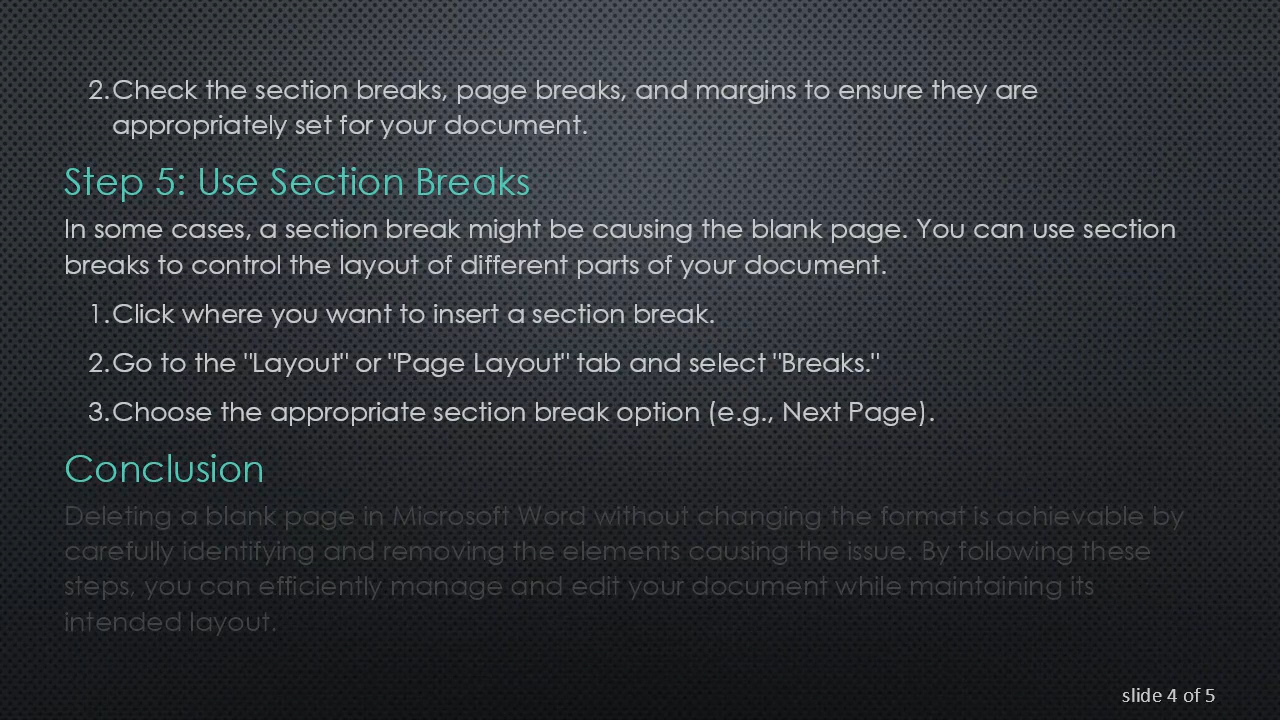 2.Check the section breaks, page breaks, and margins to ensure they are
appropriately set for your document.
Step 5: Use Section Breaks
In some cases, a section break might be causing the blank page. You can use section
breaks to control the layout of different parts of your document.
1.Click where you want to insert a section break.
2.Go to the "Layout" or "Page Layout" tab and select "Breaks."
3.Choose the appropriate section break option (e.g., Next Page).
Conclusion
Deleting a blank page in Microsoft Word without changing the format is achievable by
carefully identifying and removing the elements causing the issue. By following these
steps, you can efficiently manage and edit your document while maintaining its
intended layout.
slide 4 of 5